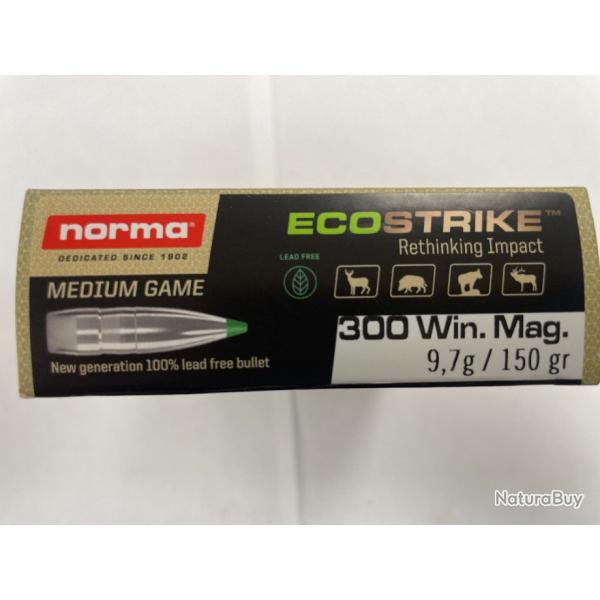 norma®
DEDICATED SINCE 1902
MEDIUM GAME
New generation 100% lead free bullet
ECOSTRIKE™
Rethinking Impact
LEAD FREE
300 Win. Mag.
9,7g / 150 gr
NaturaBuy